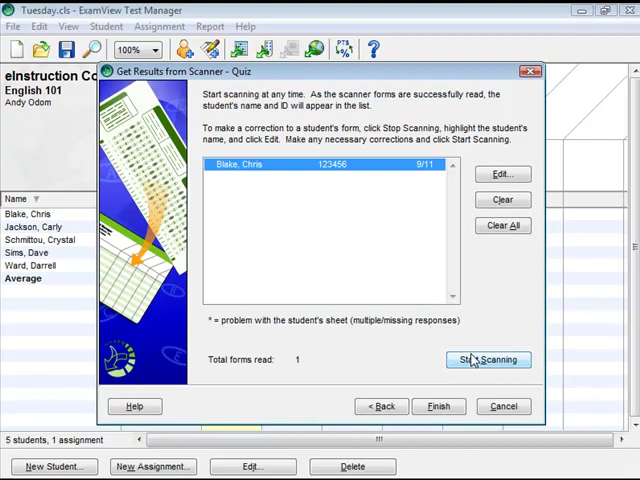 Tuesday.cls - ExamView Test Manager
File Edit View Student Assignment Report Quiz
100%
PTS %
eInstruction Co
English 101
Andy Odom
Name
Blake, Chris
Jackson, Carly
Schmittou, Crystal
Sims, Dave
Ward, Darrell
Average
Get Results from Scanner - Quiz
Start scanning at any time. As the scanner forms are successfully read, the
student's name and ID will appear in the list.
To make a correction to a student's form, click Stop Scanning, highlight the student's
name, and click Edit. Make any necessary corrections and click Start Scanning.
Blake, Chris 123456 9/11
Edit...
Clear
Clear All
* = problem with the student's sheet (multiple/missing responses)
Total forms read: 1
Start Scanning
Help
< Back
Finish
Cancel
5 students, 1 assignment
New Student...
New Assignment...
Edit...
Delete